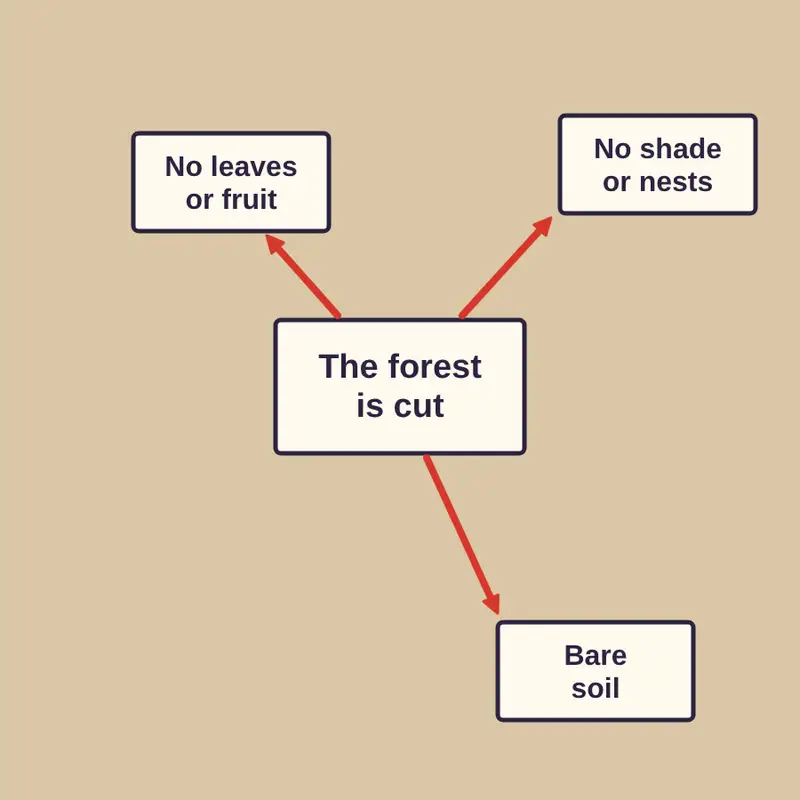 No leaves
or fruit
No shade
or nests
The forest
is cut
Bare
soil